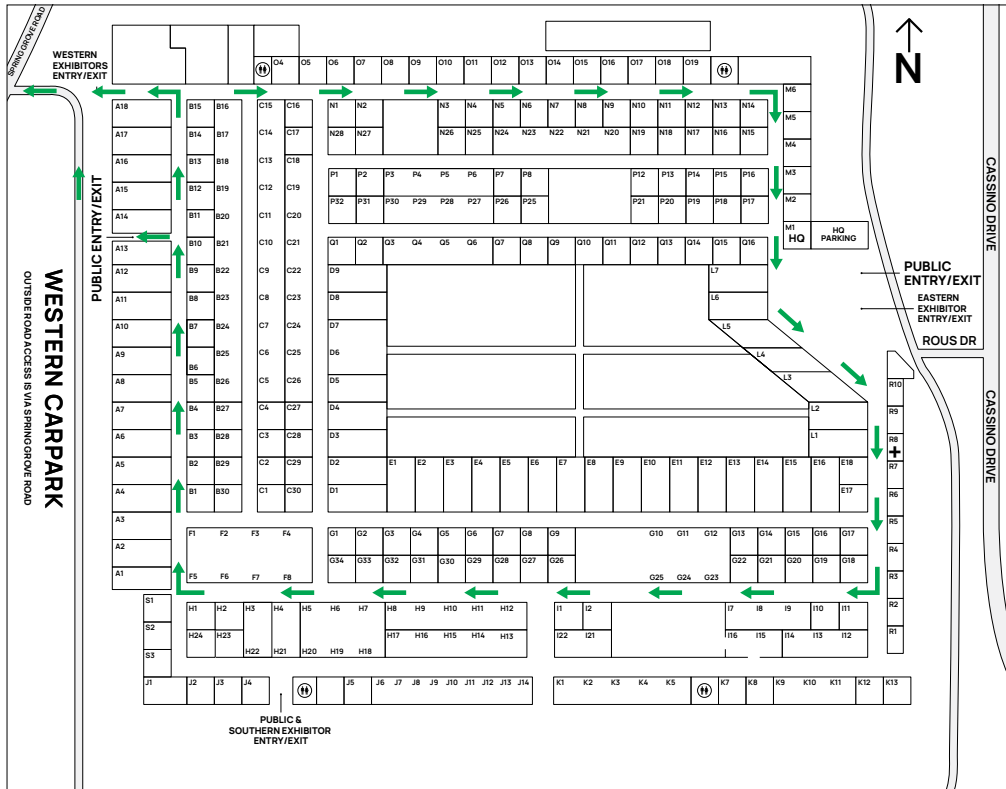 SPRING GROVE ROAD
WESTERN
EXHIBITORS
ENTRY/EXIT
N
O4 O5 O6 O7 O8 O9 O10 O11 O12 O13 O14 O15 O16 O17 O18 O19
M6
M5
M4
M3
M2
M1
HQ
HQ
PARKING
A18
A17
A16
A15
A14
A13
A12
A11
A10
A9
A8
A7
A6
A5
A4
A3
A2
A1
PUBLIC ENTRY/EXIT
WESTERN CARPARK
OUTSIDE ROAD ACCESS IS VIA SPRING GROVE ROAD
B15 B16
B14 B17
B13 B18
B12 B19
B11 B20
B10 B21
B9 B22
B8 B23
B7 B24
B25
B6
B5 B26
B4 B27
B3 B28
B2 B29
B1 B30
C15 C16
C14 C17
C18
C13
C12 C19
C11 C20
C10 C21
C9 C22
C8 C23
C7 C24
C6 C25
C5 C26
C4 C27
C3 C28
C2 C29
C1 C30
N1 N2 N3 N4 N5 N6 N7 N8 N9 N10 N11 N12 N13 N14
N28 N27 N26 N25 N24 N23 N22 N21 N20 N19 N18 N17 N16 N15
P1 P2 P3 P4 P5 P6 P7 P8 P12 P13 P14 P15 P16
P32 P31 P30 P29 P28 P27 P26 P25 P21 P20 P19 P18 P17
Q1 Q2 Q3 Q4 Q5 Q6 Q7 Q8 Q9 Q10 Q11 Q12 Q13 Q14 Q15 Q16
D9
D8
D7
D6
D5
D4
D3
D2
D1
L7
L6
L5
L4
L3
L2
L1
PUBLIC
ENTRY/EXIT
EASTERN
EXHIBITOR
ENTRY/EXIT
ROUS DR
CASSINO DRIVE
CASSINO DRIVE
R10
R9
R8
R7
R6
R5
R4
R3
R2
R1
E1 E2 E3 E4 E5 E6 E7 E8 E9 E10 E11 E12 E13 E14 E15 E16 E18
E17
F1 F2 F3 F4
F5 F6 F7 F8
G1 G2 G3 G4 G5 G6 G7 G8 G9 G10 G11 G12 G13 G14 G15 G16 G17
G34 G33 G32 G31 G30 G29 G28 G27 G26 G25 G24 G23 G22 G21 G20 G19 G18
S1
S2
S3
H1 H2 H3 H4 H5 H6 H7 H8 H9 H10 H11 H12
H24 H23 H22 H21 H20 H19 H18 H17 H16 H15 H14 H13
I1 I2 I7 I8 I9 I10 I11
I22 I21 I16 I15 I14 I13 I12
J1 J2 J3 J4 J5 J6 J7 J8 J9 J10 J11 J12 J13 J14
K1 K2 K3 K4 K5 K7 K8 K9 K10 K11 K12 K13
PUBLIC &
SOUTHERN EXHIBITOR
ENTRY/EXIT